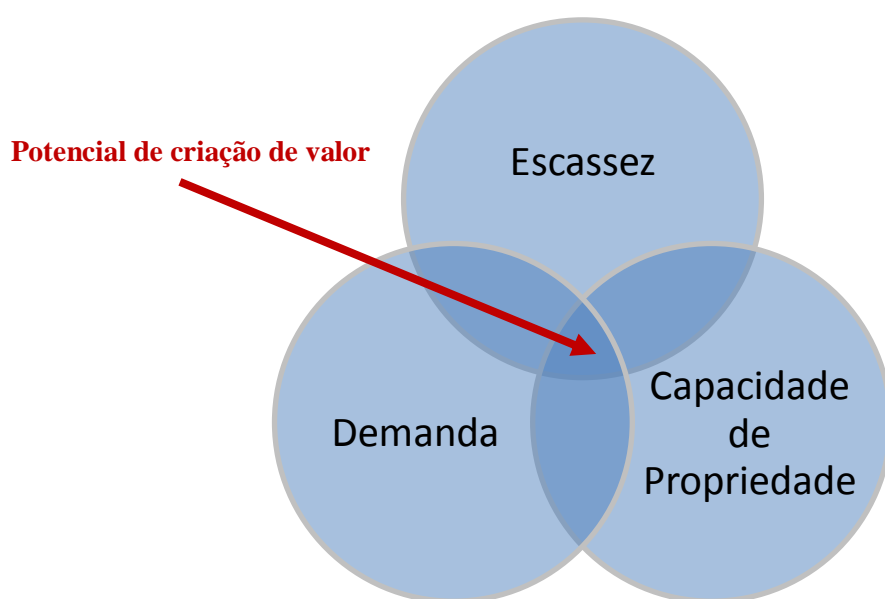 Potencial de criação de valor
Escassez
Demanda
Capacidade
de
Propriedade